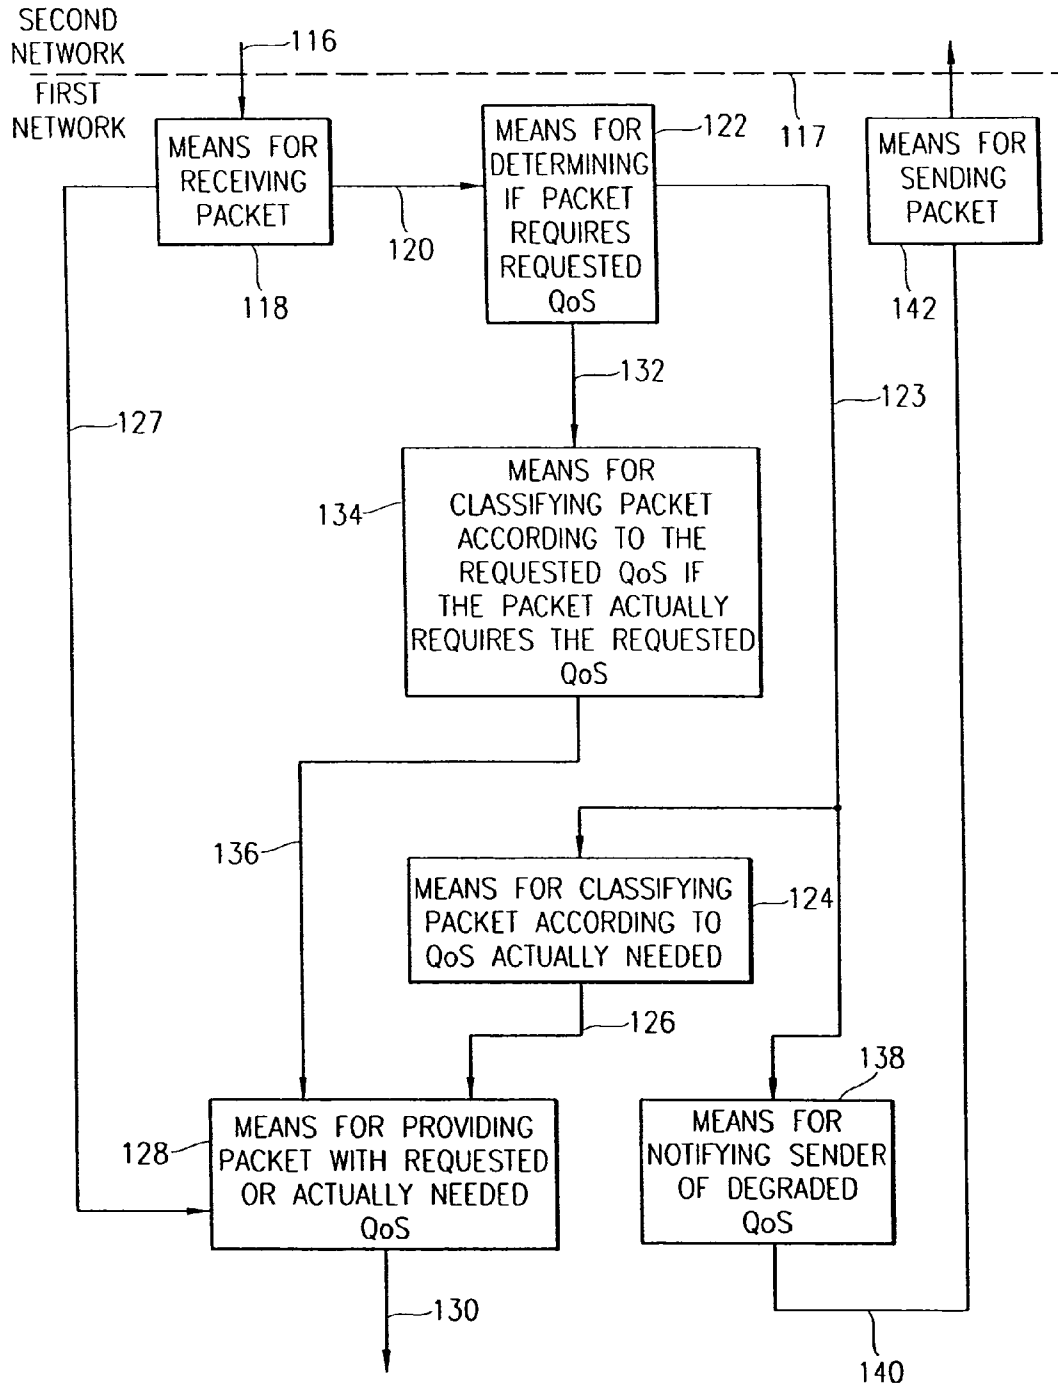 SECOND
NETWORK
116
FIRST
NETWORK
117
MEANS FOR
RECEIVING
PACKET
118
120
MEANS FOR
DETERMINING
IF PACKET
REQUIRES
REQUESTED
QoS
122
MEANS FOR
SENDING
PACKET
142
132
123
127
134
MEANS FOR
CLASSIFYING PACKET
ACCORDING TO THE
REQUESTED QoS IF
THE PACKET ACTUALLY
REQUIRES THE REQUESTED
QoS
136
MEANS FOR CLASSIFYING
PACKET ACCORDING TO
QoS ACTUALLY NEEDED
124
126
138
128
MEANS FOR PROVIDING
PACKET WITH REQUESTED
OR ACTUALLY NEEDED
QoS
MEANS FOR
NOTIFYING SENDER
OF DEGRADED
QoS
130
140